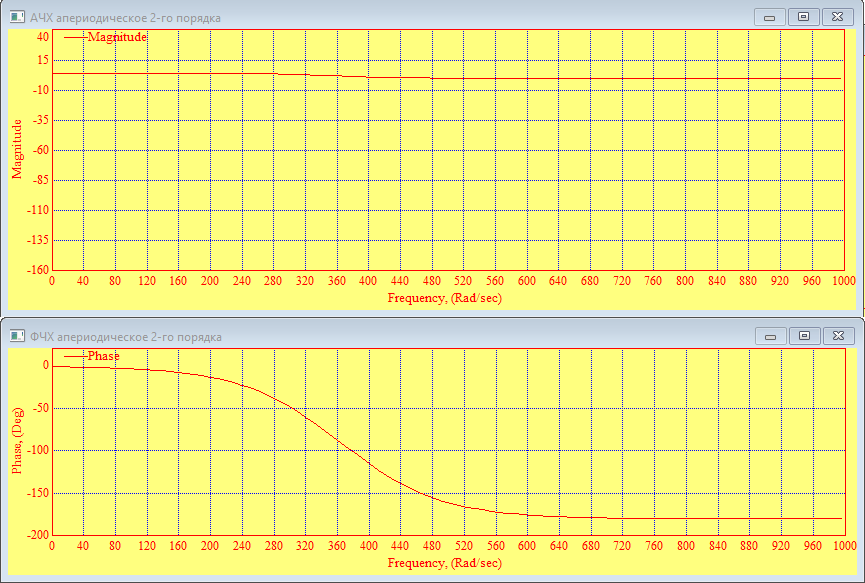 АЧХ апериодическое 2-го порядка
Magnitude
40
15
-10
-35
-60
-85
-110
-135
-160
Magnitude
0 40 80 120 160 200 240 280 320 360 400 440 480 520 560 600 640 680 720 760 800 840 880 920 960 1000
Frequency, (Rad/sec)
ФЧХ апериодическое 2-го порядка
Phase
0
-50
-100
-150
-200
Phase, (Deg)
0 40 80 120 160 200 240 280 320 360 400 440 480 520 560 600 640 680 720 760 800 840 880 920 960 1000
Frequency, (Rad/sec)